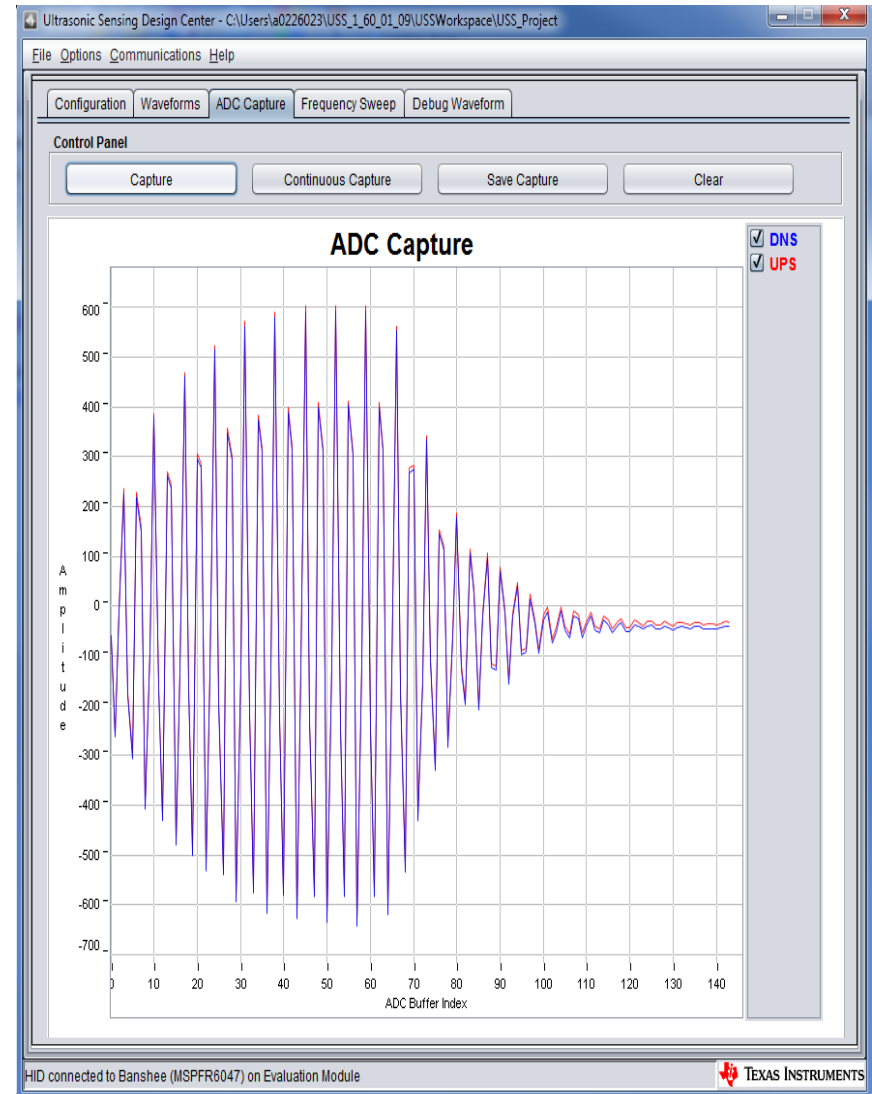 Ultrasonic Sensing Design Center - C:\Users\a0226023\USS_1_60_01_09\USSWorkspace\USS_Project
File Options Communications Help
Configuration Waveforms ADC Capture Frequency Sweep Debug Waveform
Control Panel
Capture Continuous Capture Save Capture Clear
ADC Capture
DNS
UPS
600
500
400
300
200
100
0
-100
-200
-300
-400
-500
-600
-700
Amplitude
0 10 20 30 40 50 60 70 80 90 100 110 120 130 140
ADC Buffer Index
HID connected to Banshee (MSPFR6047) on Evaluation Module
TEXAS INSTRUMENTS